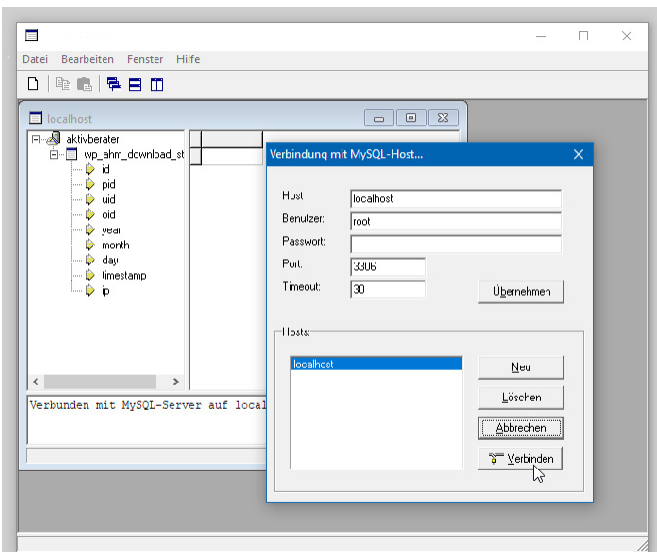 Datei Bearbeiten Fenster Hilfe
localhost
aktivberater
wp_ahrr_download_st
id
pid
uid
oid
year
month
day
timestamp
ip
Verbunden mit MySQL-Server auf local
Verbindung mit MySQL-Host...
Host
localhost
Benutzer:
root
Passwort:
Port:
3306
Timeout:
30
Übernehmen
Hosts:
localhost
Neu
Löschen
Abbrechen
Verbinden